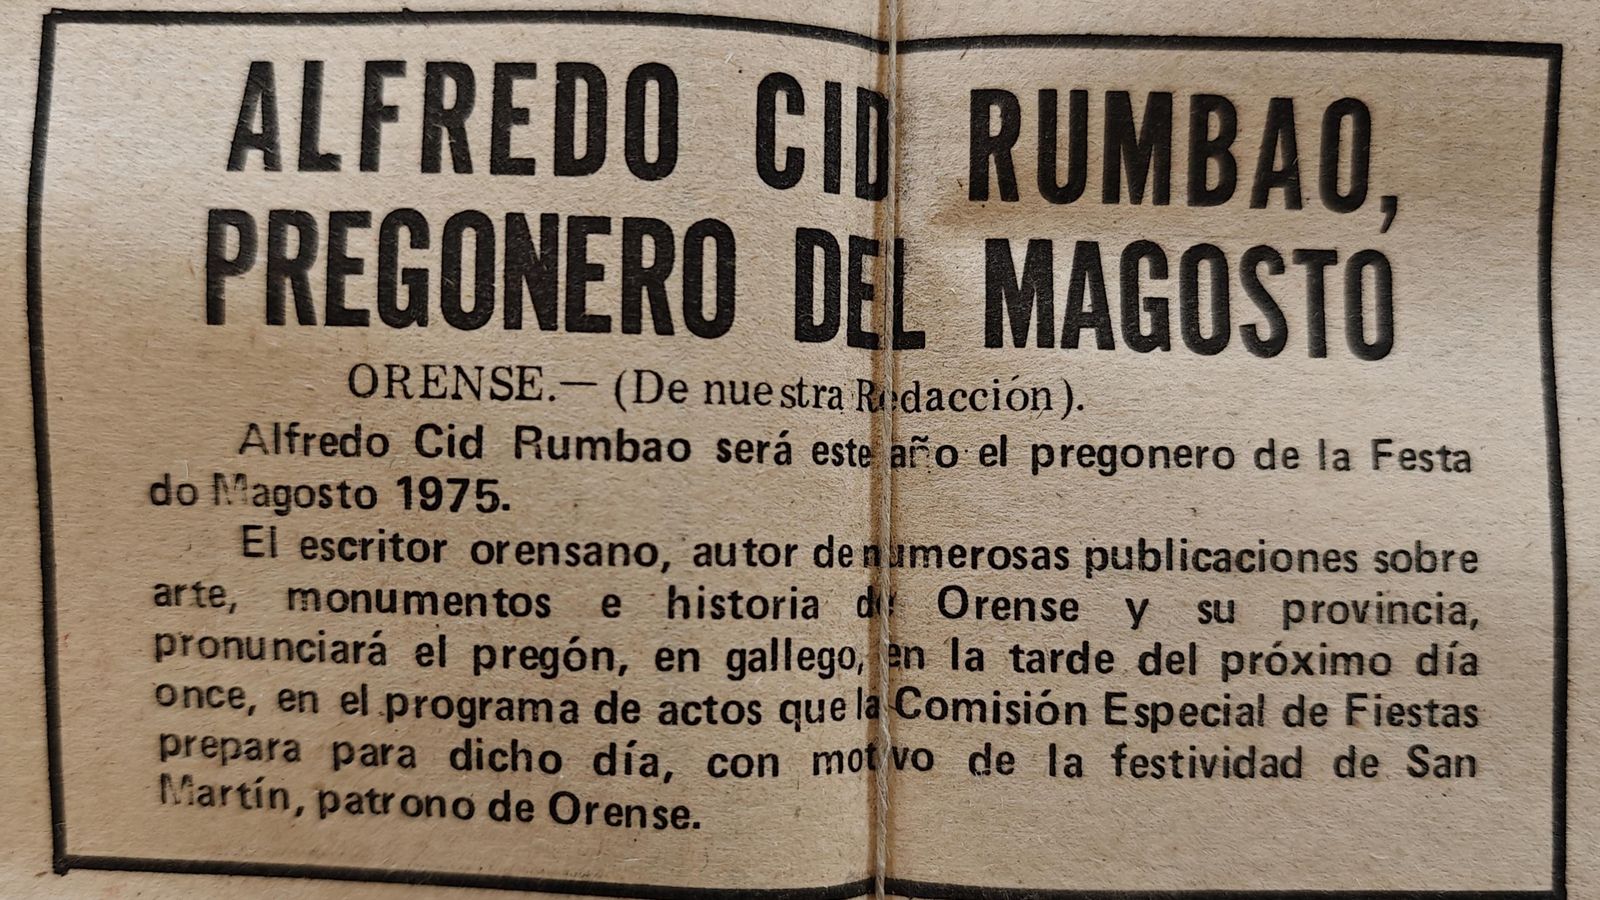 ALFREDO CID RUMBAO,
PREGONERO DEL MAGOSTO
ORENSE.— (De nuestra Redacción).
Alfredo Cid Rumbao será este año el pregonero de la Festa
do Magosto 1975.
El escritor orensano, autor de numerosas publicaciones sobre
arte, monumentos e historia de Orense y su provincia,
pronunciará el pregón, en gallego, en la tarde del próximo día
once, en el programa de actos que la Comisión Especial de Fiestas
prepara para dicho día, con motivo de la festividad de San
Martín, patrono de Orense.